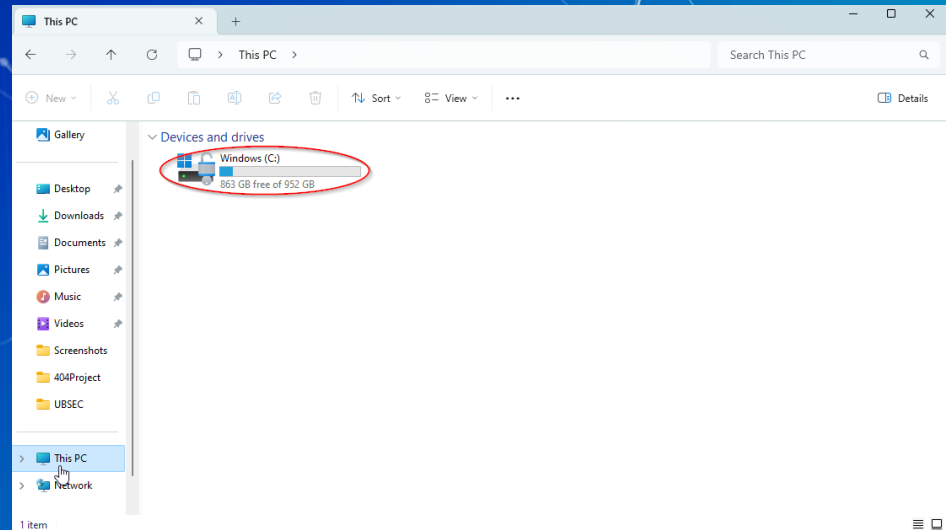 This PC
This PC
Search This PC
New
Sort
View
Details
Gallery
Desktop
Downloads
Documents
Pictures
Music
Videos
Screenshots
404Project
UBSEC
This PC
Network
Devices and drives
Windows (C:)
863 GB free of 952 GB
1 item